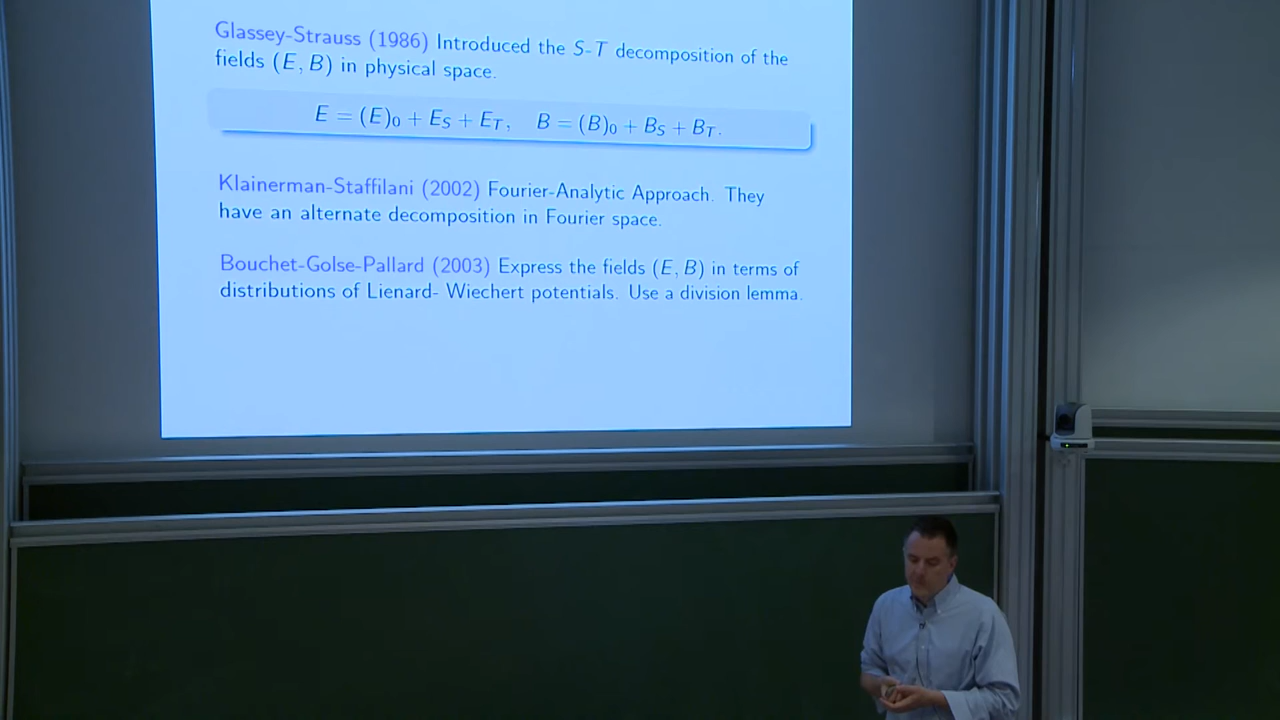 Glassey-Strauss (1986) Introduced the S-T decomposition of the
fields (E, B) in physical space.
E = (E)₀ + E_S + E_T, B = (B)₀ + B_S + B_T.
Klainerman-Staffilani (2002) Fourier-Analytic Approach. They
have an alternate decomposition in Fourier space.
Bouchet-Golse-Pallard (2003) Express the fields (E, B) in terms of
distributions of Lienard- Wiechert potentials. Use a division lemma.